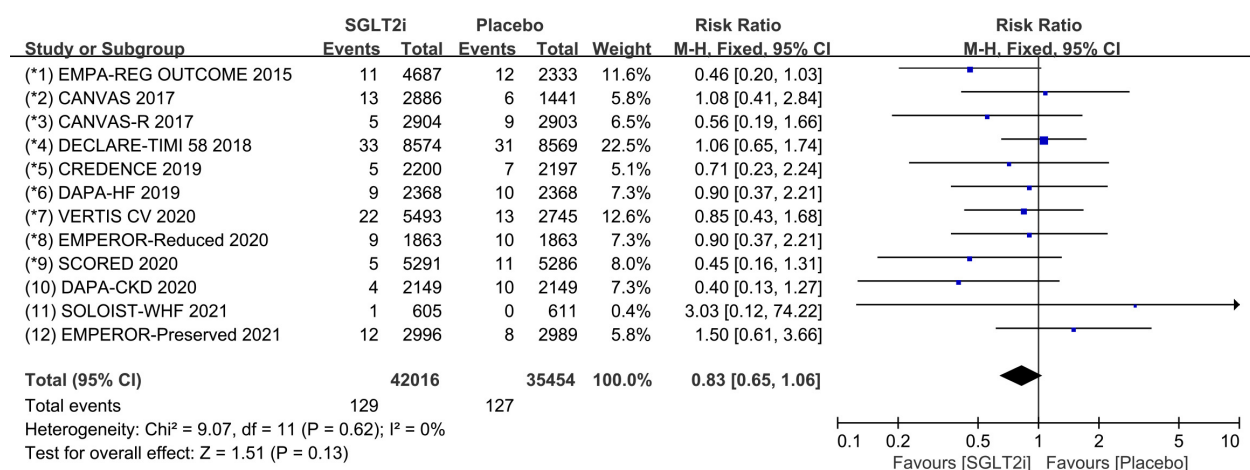 SGLT2i Placebo Risk Ratio Risk Ratio
Study or Subgroup Events Total Events Total Weight M-H, Fixed, 95% CI M-H, Fixed, 95% CI
(*1) EMPA-REG OUTCOME 2015 11 4687 12 2333 11.6% 0.46 [0.20, 1.03]
(*2) CANVAS 2017 13 2886 6 1441 5.8% 1.08 [0.41, 2.84]
(*3) CANVAS-R 2017 5 2904 9 2903 6.5% 0.56 [0.19, 1.66]
(*4) DECLARE-TIMI 58 2018 33 8574 31 8569 22.5% 1.06 [0.65, 1.74]
(*5) CREDENCE 2019 5 2200 7 2197 5.1% 0.71 [0.23, 2.24]
(*6) DAPA-HF 2019 9 2368 10 2368 7.3% 0.90 [0.37, 2.21]
(*7) VERTIS CV 2020 22 5493 13 2745 12.6% 0.85 [0.43, 1.68]
(*8) EMPEROR-Reduced 2020 9 1863 10 1863 7.3% 0.90 [0.37, 2.21]
(*9) SCORED 2020 5 5291 11 5286 8.0% 0.45 [0.16, 1.31]
(10) DAPA-CKD 2020 4 2149 10 2149 7.3% 0.40 [0.13, 1.27]
(11) SOLOIST-WHF 2021 1 605 0 611 0.4% 3.03 [0.12, 74.22]
(12) EMPEROR-Preserved 2021 12 2996 8 2989 5.8% 1.50 [0.61, 3.66]
Total (95% CI) 42016 35454 100.0% 0.83 [0.65, 1.06]
Total events 129 127
Heterogeneity: Chi² = 9.07, df = 11 (P = 0.62); I² = 0%
Test for overall effect: Z = 1.51 (P = 0.13)
0.1 0.2 0.5 1 2 5 10
Favours [SGLT2i] Favours [Placebo]